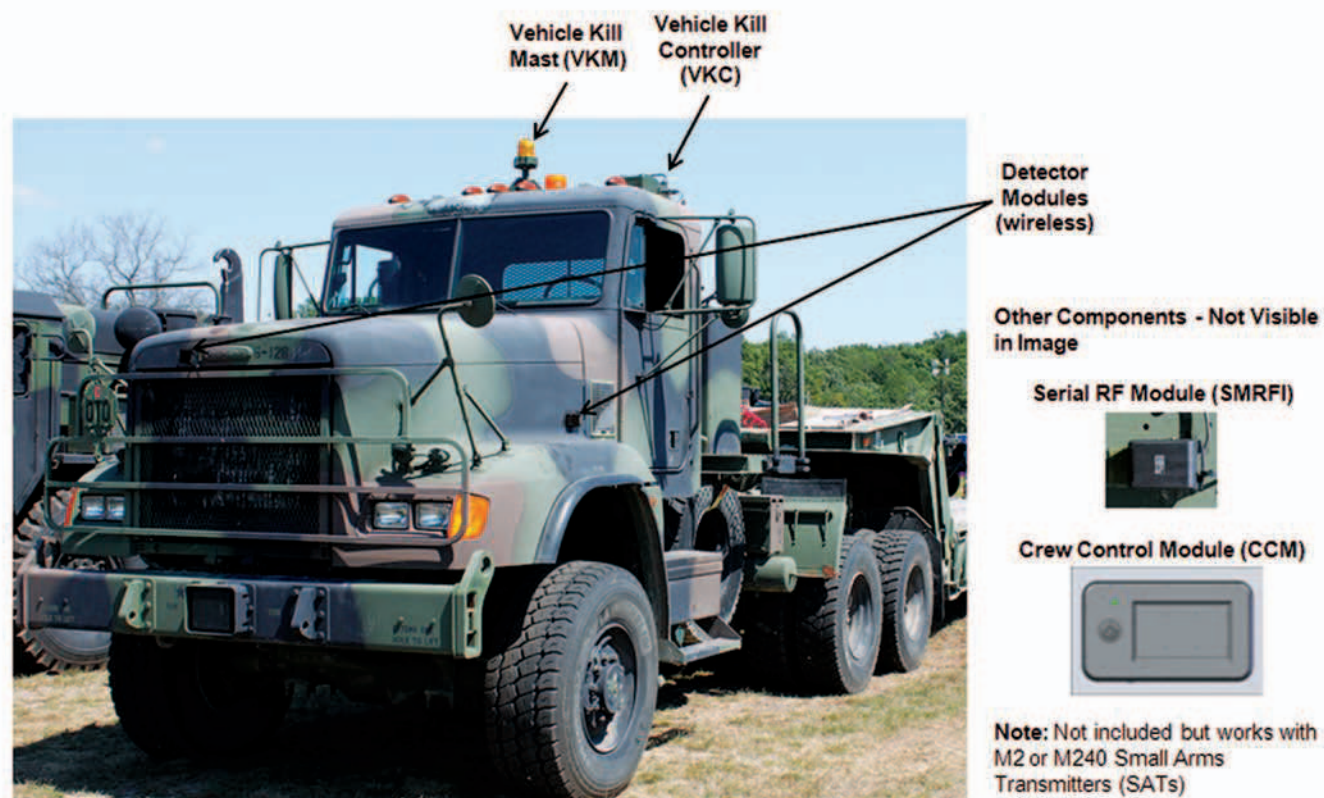 Vehicle Kill
Mast (VKM)
Vehicle Kill
Controller
(VKC)
Detector
Modules
(wireless)
Other Components - Not Visible
in Image
Serial RF Module (SMRFI)
Crew Control Module (CCM)
Note: Not included but works with
M2 or M240 Small Arms
Transmitters (SATs)